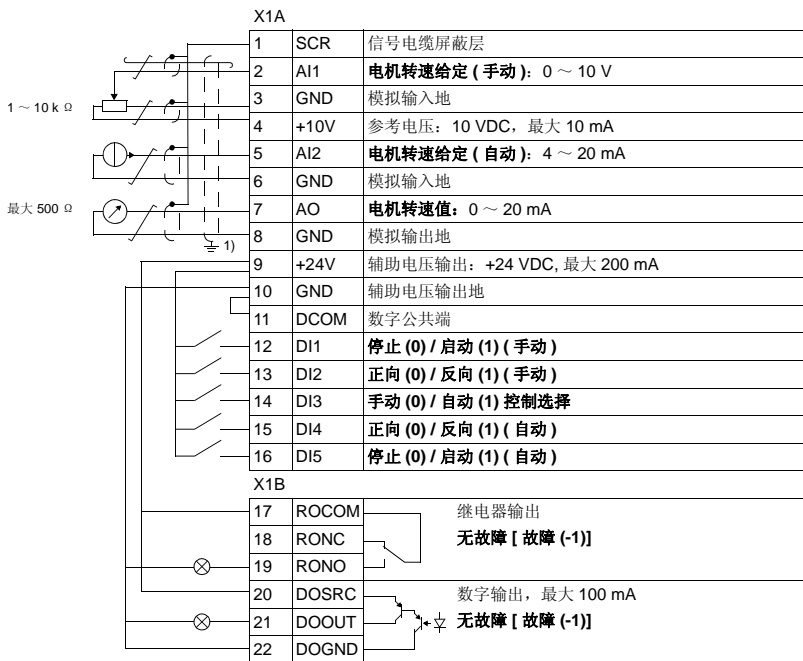 X1A
1 SCR 信号电缆屏蔽层
2 AI1 电机转速给定 ( 手动 )：0 ～ 10 V
1 ～ 10 k Ω
3 GND 模拟输入地
4 +10V 参考电压：10 VDC，最大 10 mA
5 AI2 电机转速给定 ( 自动 )：4 ～ 20 mA
6 GND 模拟输入地
最大 500 Ω
7 AO 电机转速值：0 ～ 20 mA
8 GND 模拟输出地
1)
9 +24V 辅助电压输出：+24 VDC, 最大 200 mA
10 GND 辅助电压输出地
11 DCOM 数字公共端
12 DI1 停止 (0) / 启动 (1) ( 手动 )
13 DI2 正向 (0) / 反向 (1) ( 手动 )
14 DI3 手动 (0) / 自动 (1) 控制选择
15 DI4 正向 (0) / 反向 (1) ( 自动 )
16 DI5 停止 (0) / 启动 (1) ( 自动 )
X1B
17 ROCOM 继电器输出
18 RONC 无故障 [ 故障 (-1)]
19 RONO
20 DOSRC 数字输出，最大 100 mA
21 DOOUT 无故障 [ 故障 (-1)]
22 DOGND